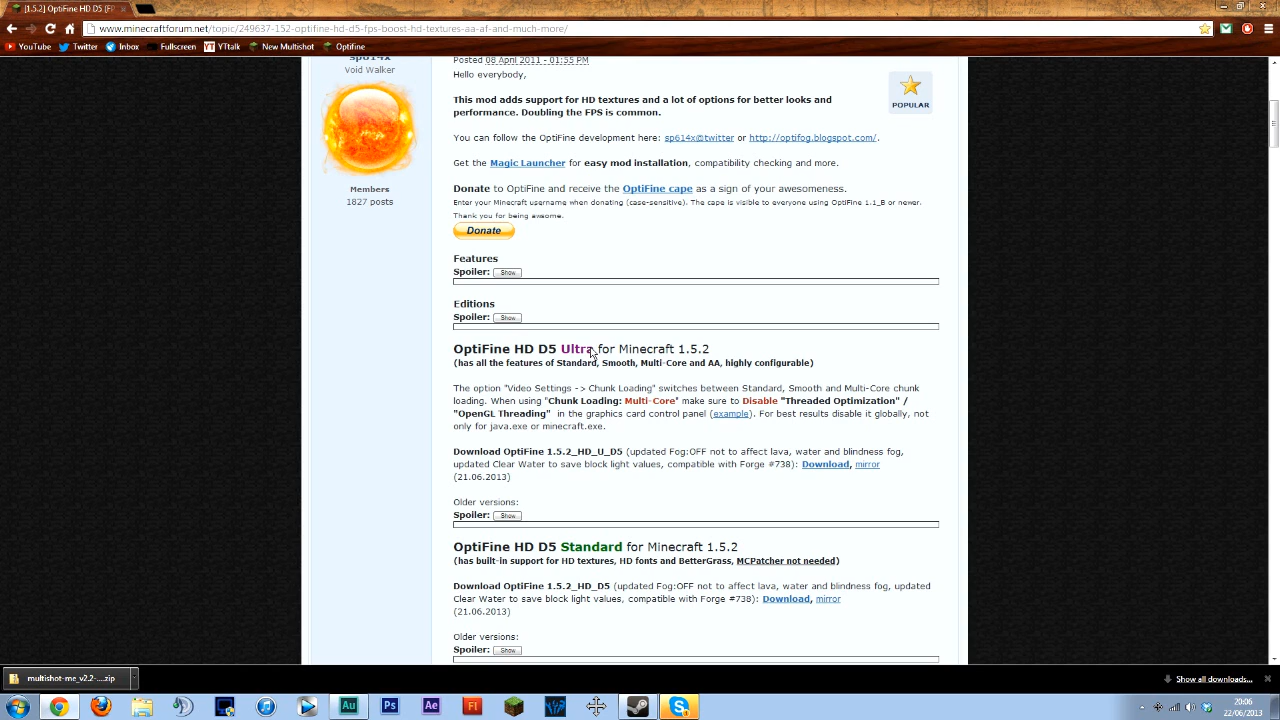 [1.5.2] OptiFine HD D5 [FP
www.minecraftforum.net/topic/249637-152-optifine-hd-d5-fps-boost-hd-textures-aa-af-and-much-more/
YouTube Twitter Inbox Fullscreen YTtalk New Multishot Optifine
sp614x
Void Walker
Members
1827 posts
Posted 08 April 2011 - 01:55 PM
Hello everybody,
POPULAR
This mod adds support for HD textures and a lot of options for better looks and
performance. Doubling the FPS is common.
You can follow the OptiFine development here: sp614x@twitter or http://optifog.blogspot.com/.
Get the Magic Launcher for easy mod installation, compatibility checking and more.
Donate to OptiFine and receive the OptiFine cape as a sign of your awesomeness.
Enter your Minecraft username when donating (case-sensitive). The cape is visible to everyone using OptiFine 1.1_B or newer.
Thank you for being awsome.
Donate
Features
Spoiler: Show
Editions
Spoiler: Show
OptiFine HD D5 Ultra for Minecraft 1.5.2
(has all the features of Standard, Smooth, Multi-Core and AA, highly configurable)
The option "Video Settings -> Chunk Loading" switches between Standard, Smooth and Multi-Core chunk
loading. When using "Chunk Loading: Multi-Core" make sure to Disable "Threaded Optimization" /
"OpenGL Threading" in the graphics card control panel (example). For best results disable it globally, not
only for java.exe or minecraft.exe.
Download OptiFine 1.5.2_HD_U_D5 (updated Fog:OFF not to affect lava, water and blindness fog,
updated Clear Water to save block light values, compatible with Forge #738): Download, mirror
(21.06.2013)
Older versions:
Spoiler: Show
OptiFine HD D5 Standard for Minecraft 1.5.2
(has built-in support for HD textures, HD fonts and BetterGrass, MCPatcher not needed)
Download OptiFine 1.5.2_HD_D5 (updated Fog:OFF not to affect lava, water and blindness fog, updated
Clear Water to save block light values, compatible with Forge #738): Download, mirror
(21.06.2013)
Older versions:
Spoiler: Show
multishot-me_v2.2-....zip
Show all downloads...
Au Ps Ae Fl
20:06
22/06/2013